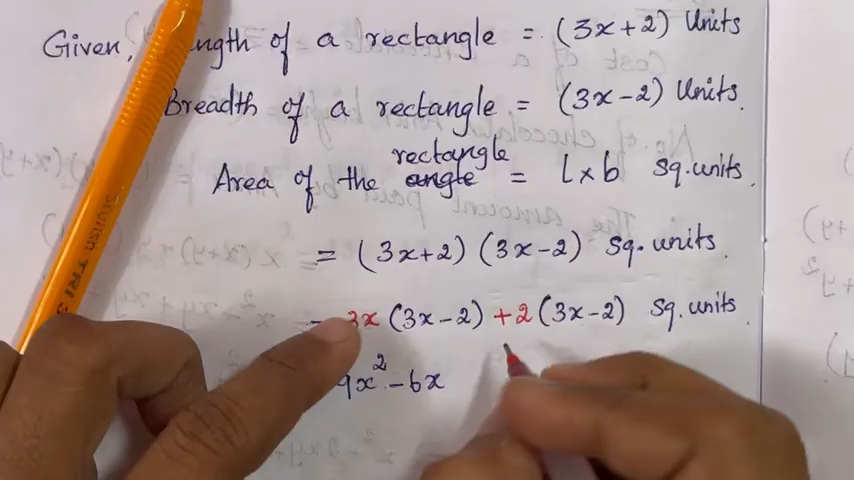 Given, length of a rectangle = (3x+2) Units
Breadth of a rectangle = (3x-2) Units.
rectangle
Area of the angle = l×b sq.units.
= (3x+2) (3x-2) sq. units.
= 3x (3x-2) +2 (3x-2) sq. units.
9x² - 6x